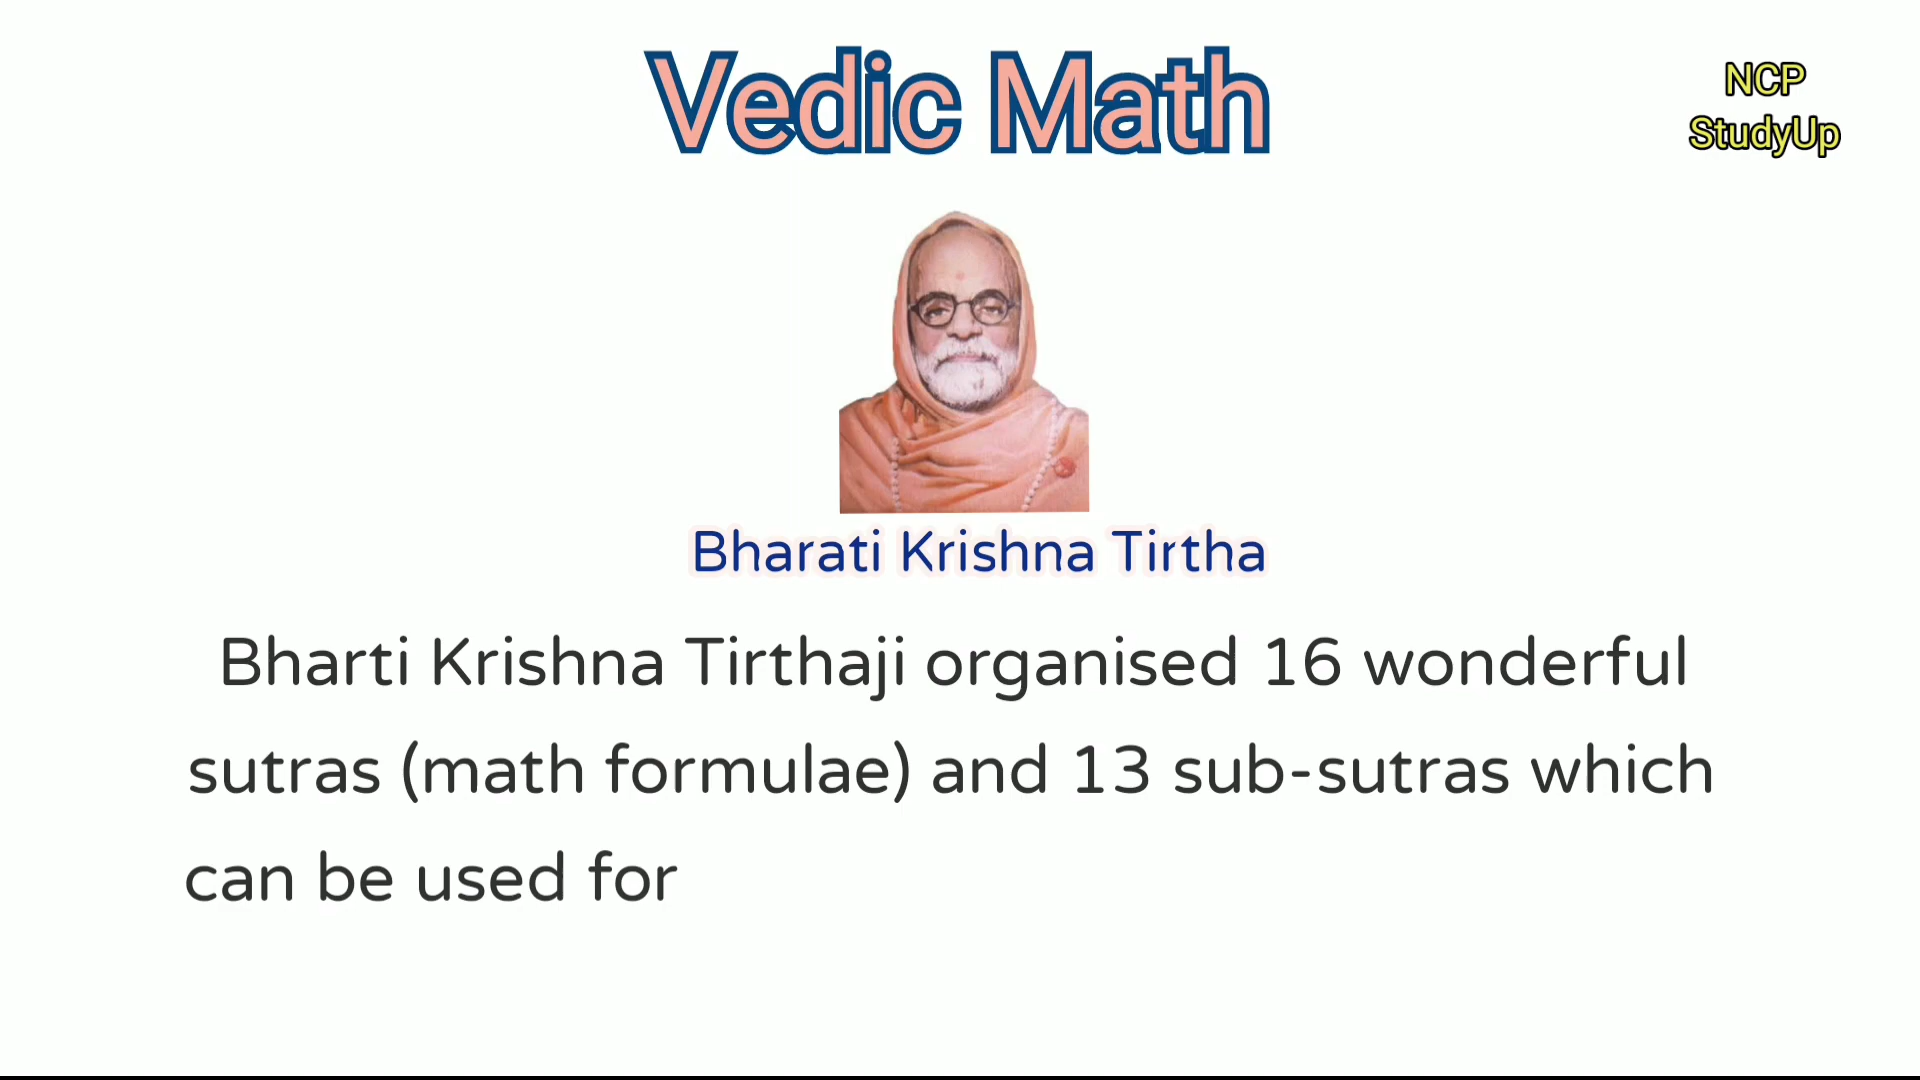 Vedic Math
NCP
StudyUp
Bharati Krishna Tirtha
Bharti Krishna Tirthaji organised 16 wonderful
sutras (math formulae) and 13 sub-sutras which
can be used for